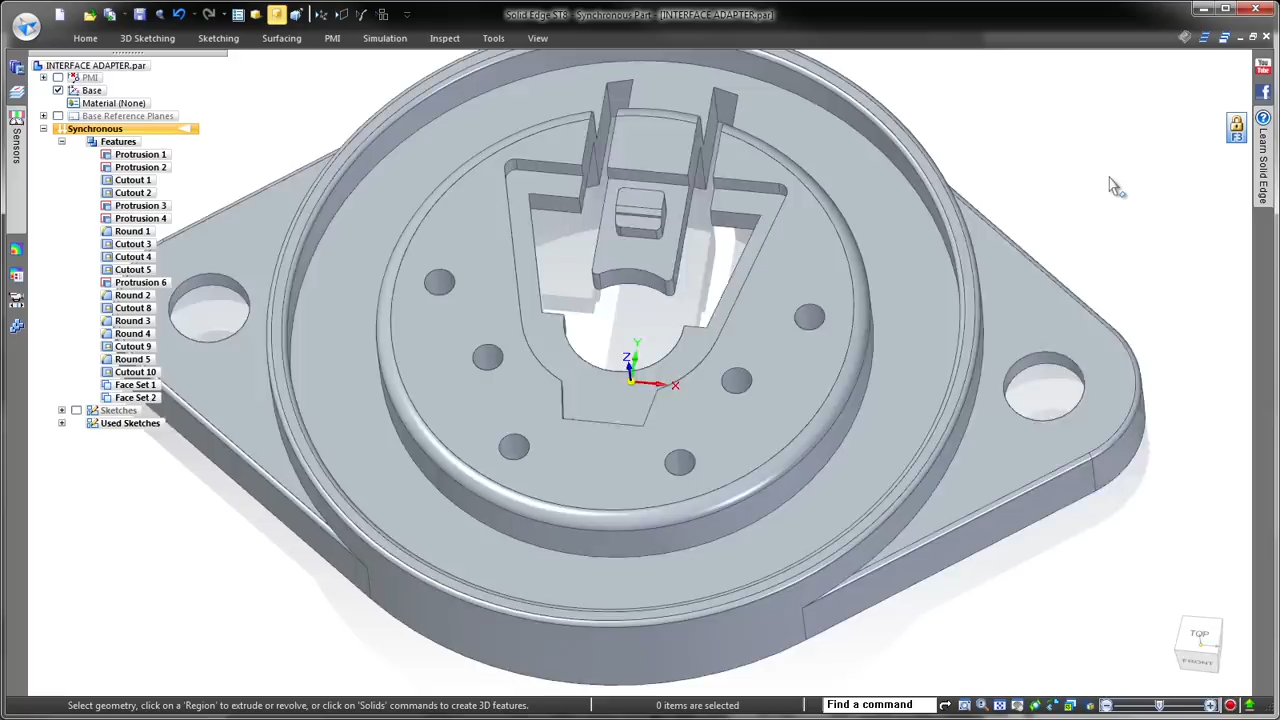 Solid Edge ST8 - Synchronous Part - [INTERFACE ADAPTER.par]
Home
3D Sketching
Sketching
Surfacing
PMI
Simulation
Inspect
Tools
View
INTERFACE ADAPTER.par
PMI
Base
Material (None)
Base Reference Planes
Synchronous
Features
Protrusion 1
Protrusion 2
Cutout 1
Cutout 2
Protrusion 3
Protrusion 4
Round 1
Cutout 3
Cutout 4
Cutout 5
Protrusion 6
Round 2
Cutout 8
Round 3
Round 4
Cutout 9
Round 5
Cutout 10
Face Set 1
Face Set 2
Sketches
Used Sketches
Sensors
Y
Z
X
You
Tube
f
F3
Learn Solid Edge
TOP
FRONT
Select geometry, click on a 'Region' to extrude or revolve, or click on 'Solids' commands to create 3D features.
0 items are selected
Find a command